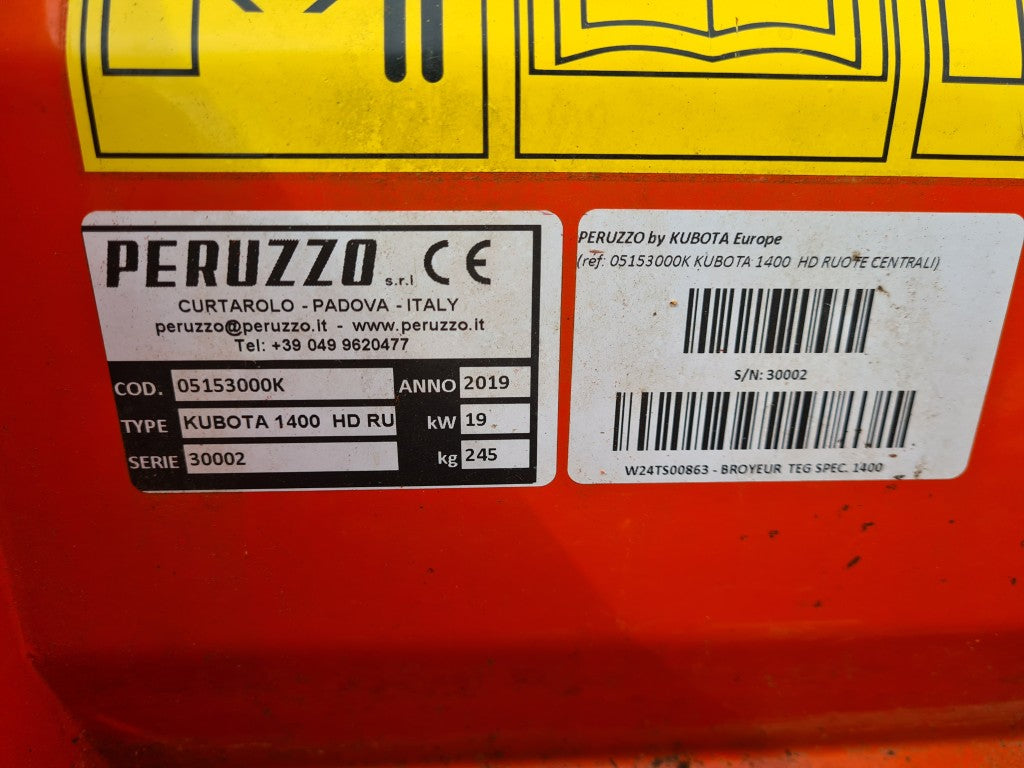 PERUZZO s.r.l CE
CURTAROLO - PADOVA - ITALY
peruzzo@peruzzo.it - www.peruzzo.it
Tel: +39 049 9620477
COD. 05153000K ANNO 2019
TYPE KUBOTA 1400 HD RU kW 19
SERIE 30002 kg 245
PERUZZO by KUBOTA Europe
(ref: 05153000K KUBOTA 1400 HD RUOTE CENTRALI)
S/N: 30002
W24TS00863 - BROYEUR TEG SPEC. 1400